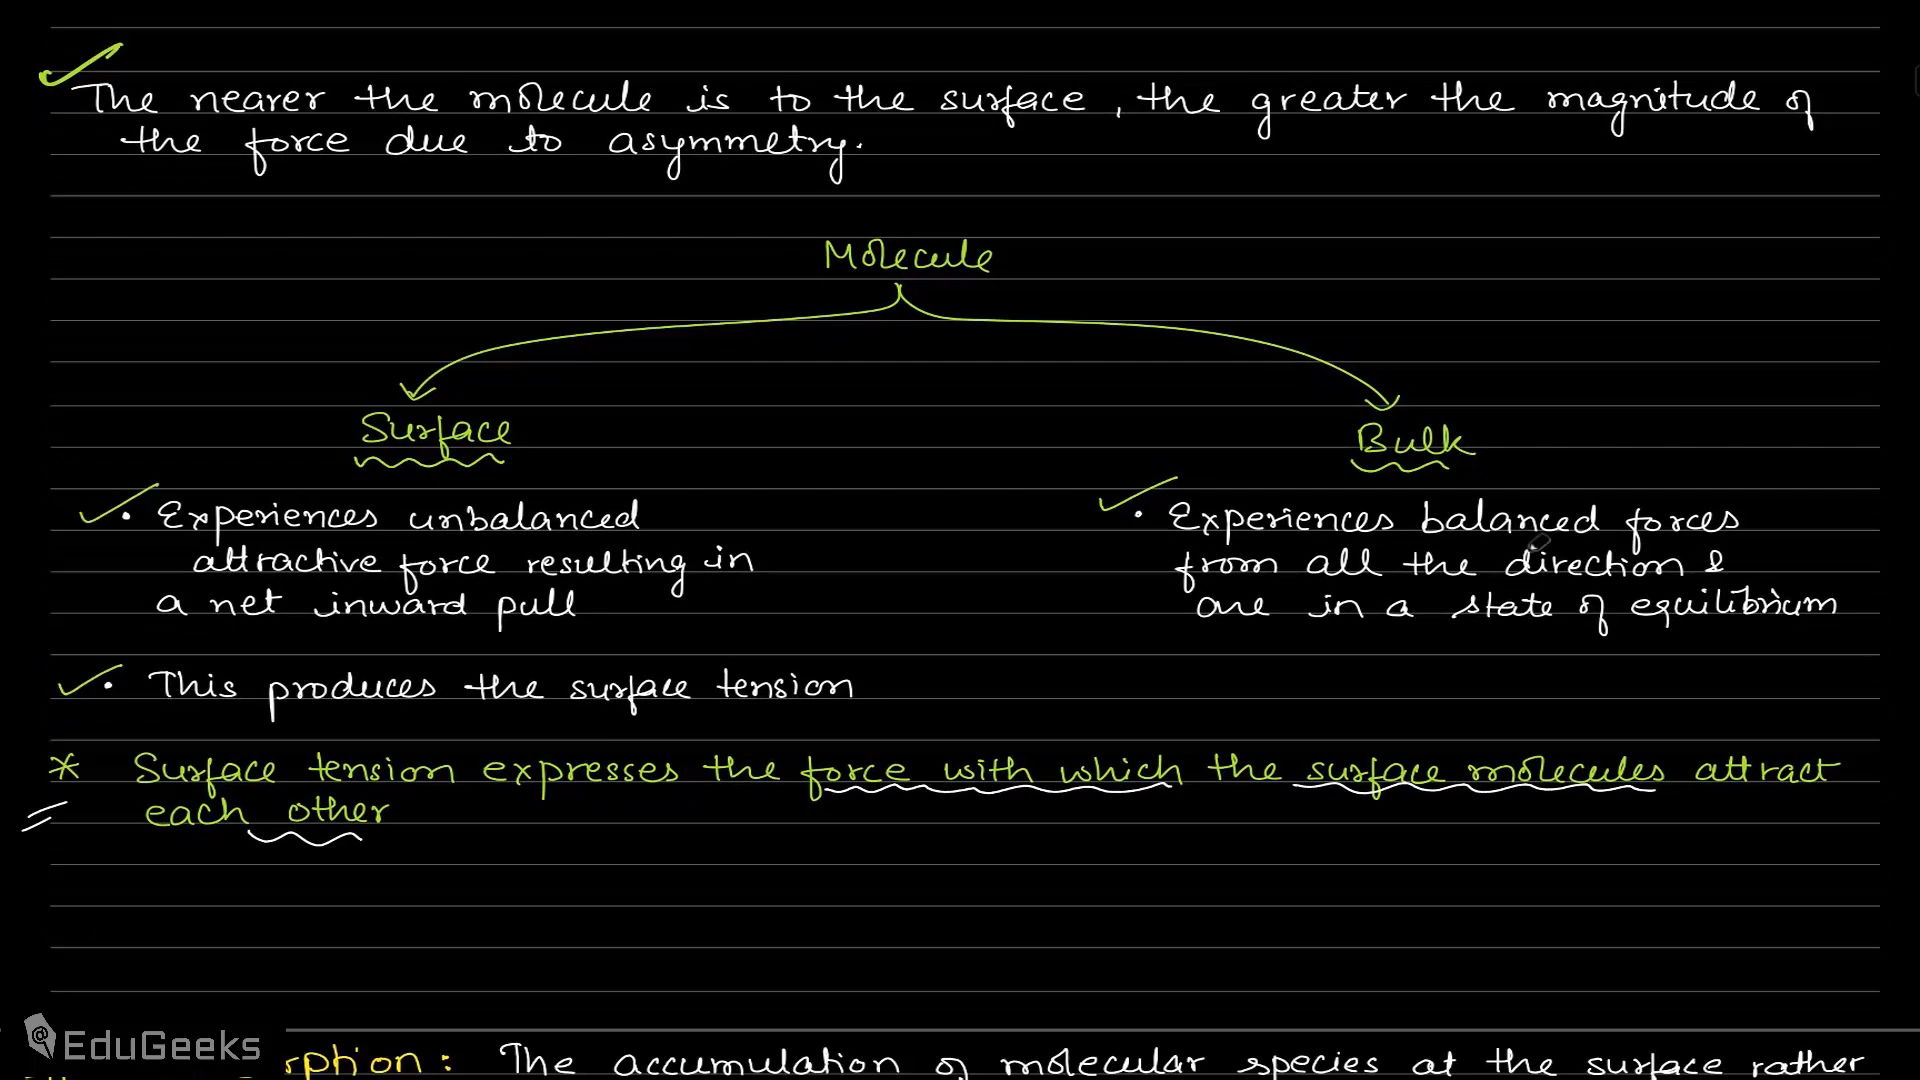 The nearer the molecule is to the surface, the greater the magnitude of
the force due to asymmetry.
Molecule
Surface
Bulk
• Experiences unbalanced
attractive force resulting in
a net inward pull
• Experiences balanced forces
from all the direction &
are in a state of equilibrium
• This produces the surface tension
* Surface tension expresses the force with which the surface molecules attract
each other
EduGeeks
rption : The accumulation of molecular species at the surface rather